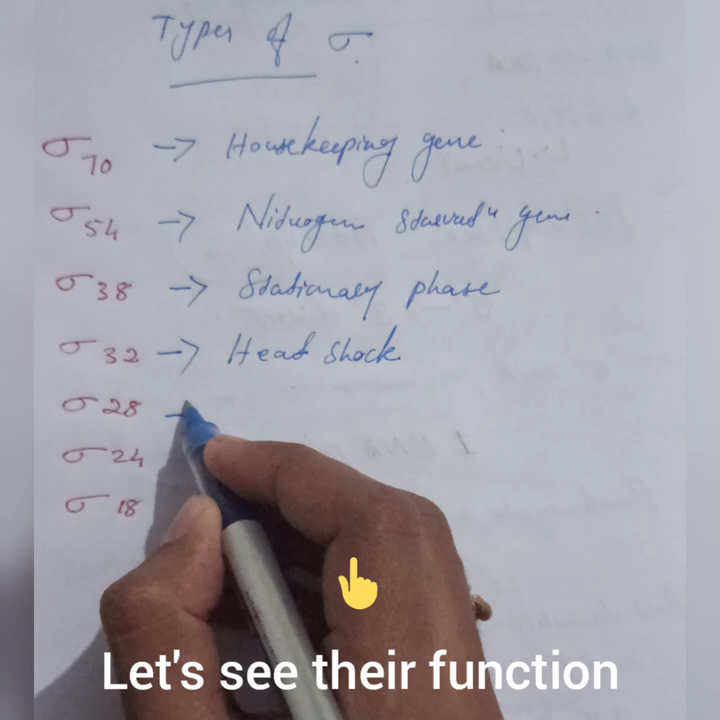 Types of σ.
σ70 → Housekeeping gene
σ54 → Nitrogen starvatn gene.
σ38 → Stationary phase
σ32 → Heat shock
σ28
σ24
σ18
Let's see their function